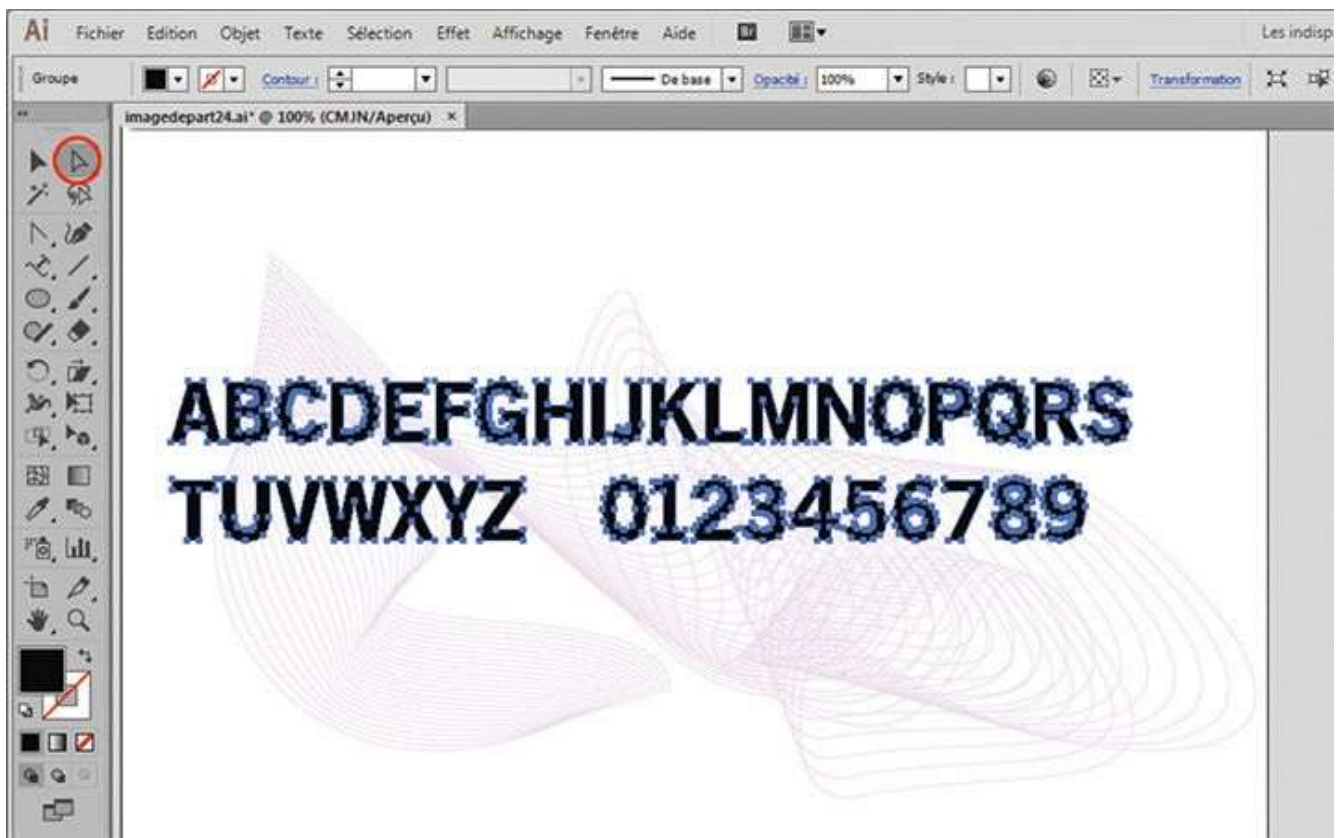 Ai Fichier Edition Objet Texte Sélection Effet Affichage Fenêtre Aide Br Les indisp
Groupe Contour : De base Opacité : 100% Style : Transformation
imagedepart24.ai* @ 100% (CMJN/Aperçu) ×
ABCDEFGHIJKLMNOPQRS
TUVWXYZ 0123456789